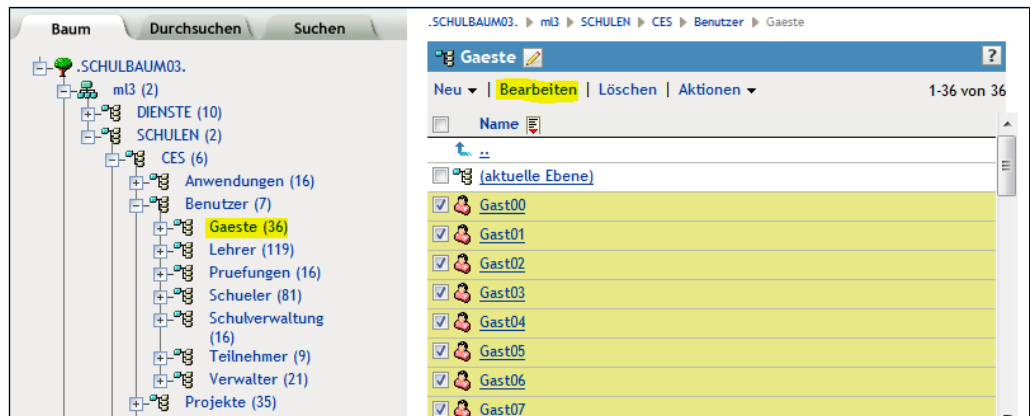 Baum Durchsuchen Suchen
.SCHULBAUM03.
ml3 (2)
DIENSTE (10)
SCHULEN (2)
CES (6)
Anwendungen (16)
Benutzer (7)
Gaeste (36)
Lehrer (119)
Pruefungen (16)
Schueler (81)
Schulverwaltung
(16)
Teilnehmer (9)
Verwalter (21)
Projekte (35)
.SCHULBAUM03. ml3 SCHULEN CES Benutzer Gaeste
Gaeste ?
Neu | Bearbeiten | Löschen | Aktionen 1-36 von 36
Name
..
(aktuelle Ebene)
Gast00
Gast01
Gast02
Gast03
Gast04
Gast05
Gast06
Gast07